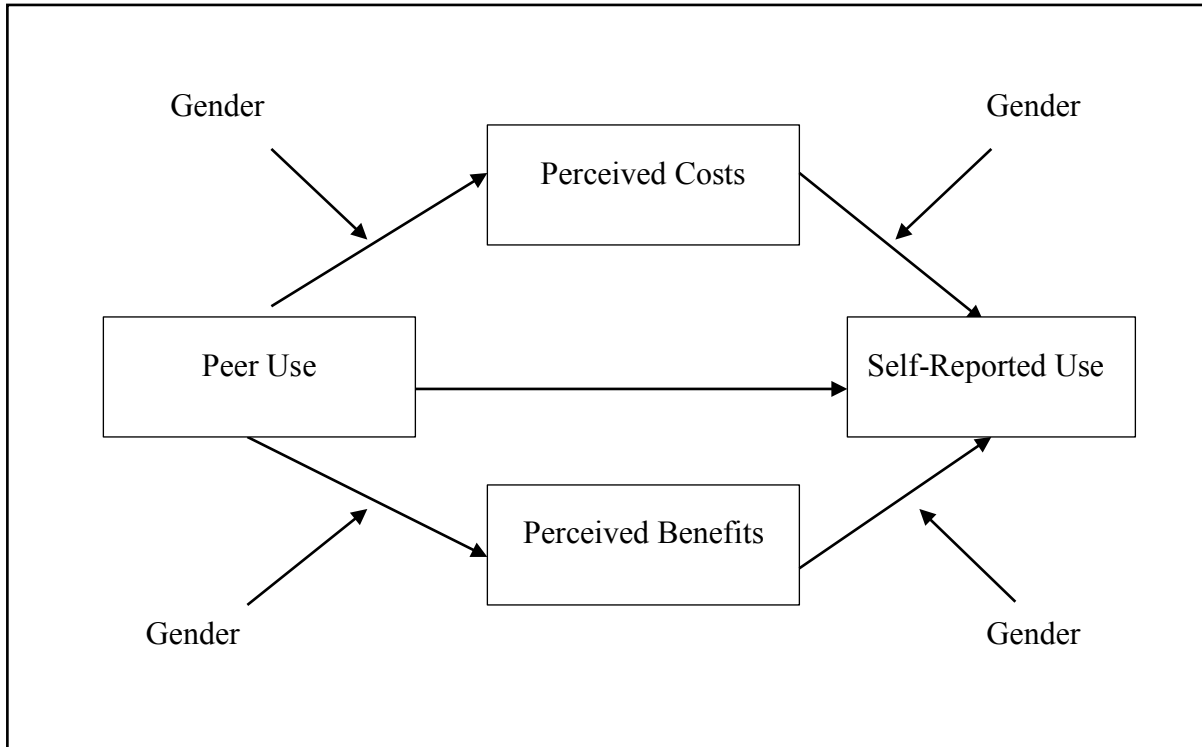 Gender
Gender
Perceived Costs
Peer Use
Self-Reported Use
Perceived Benefits
Gender
Gender